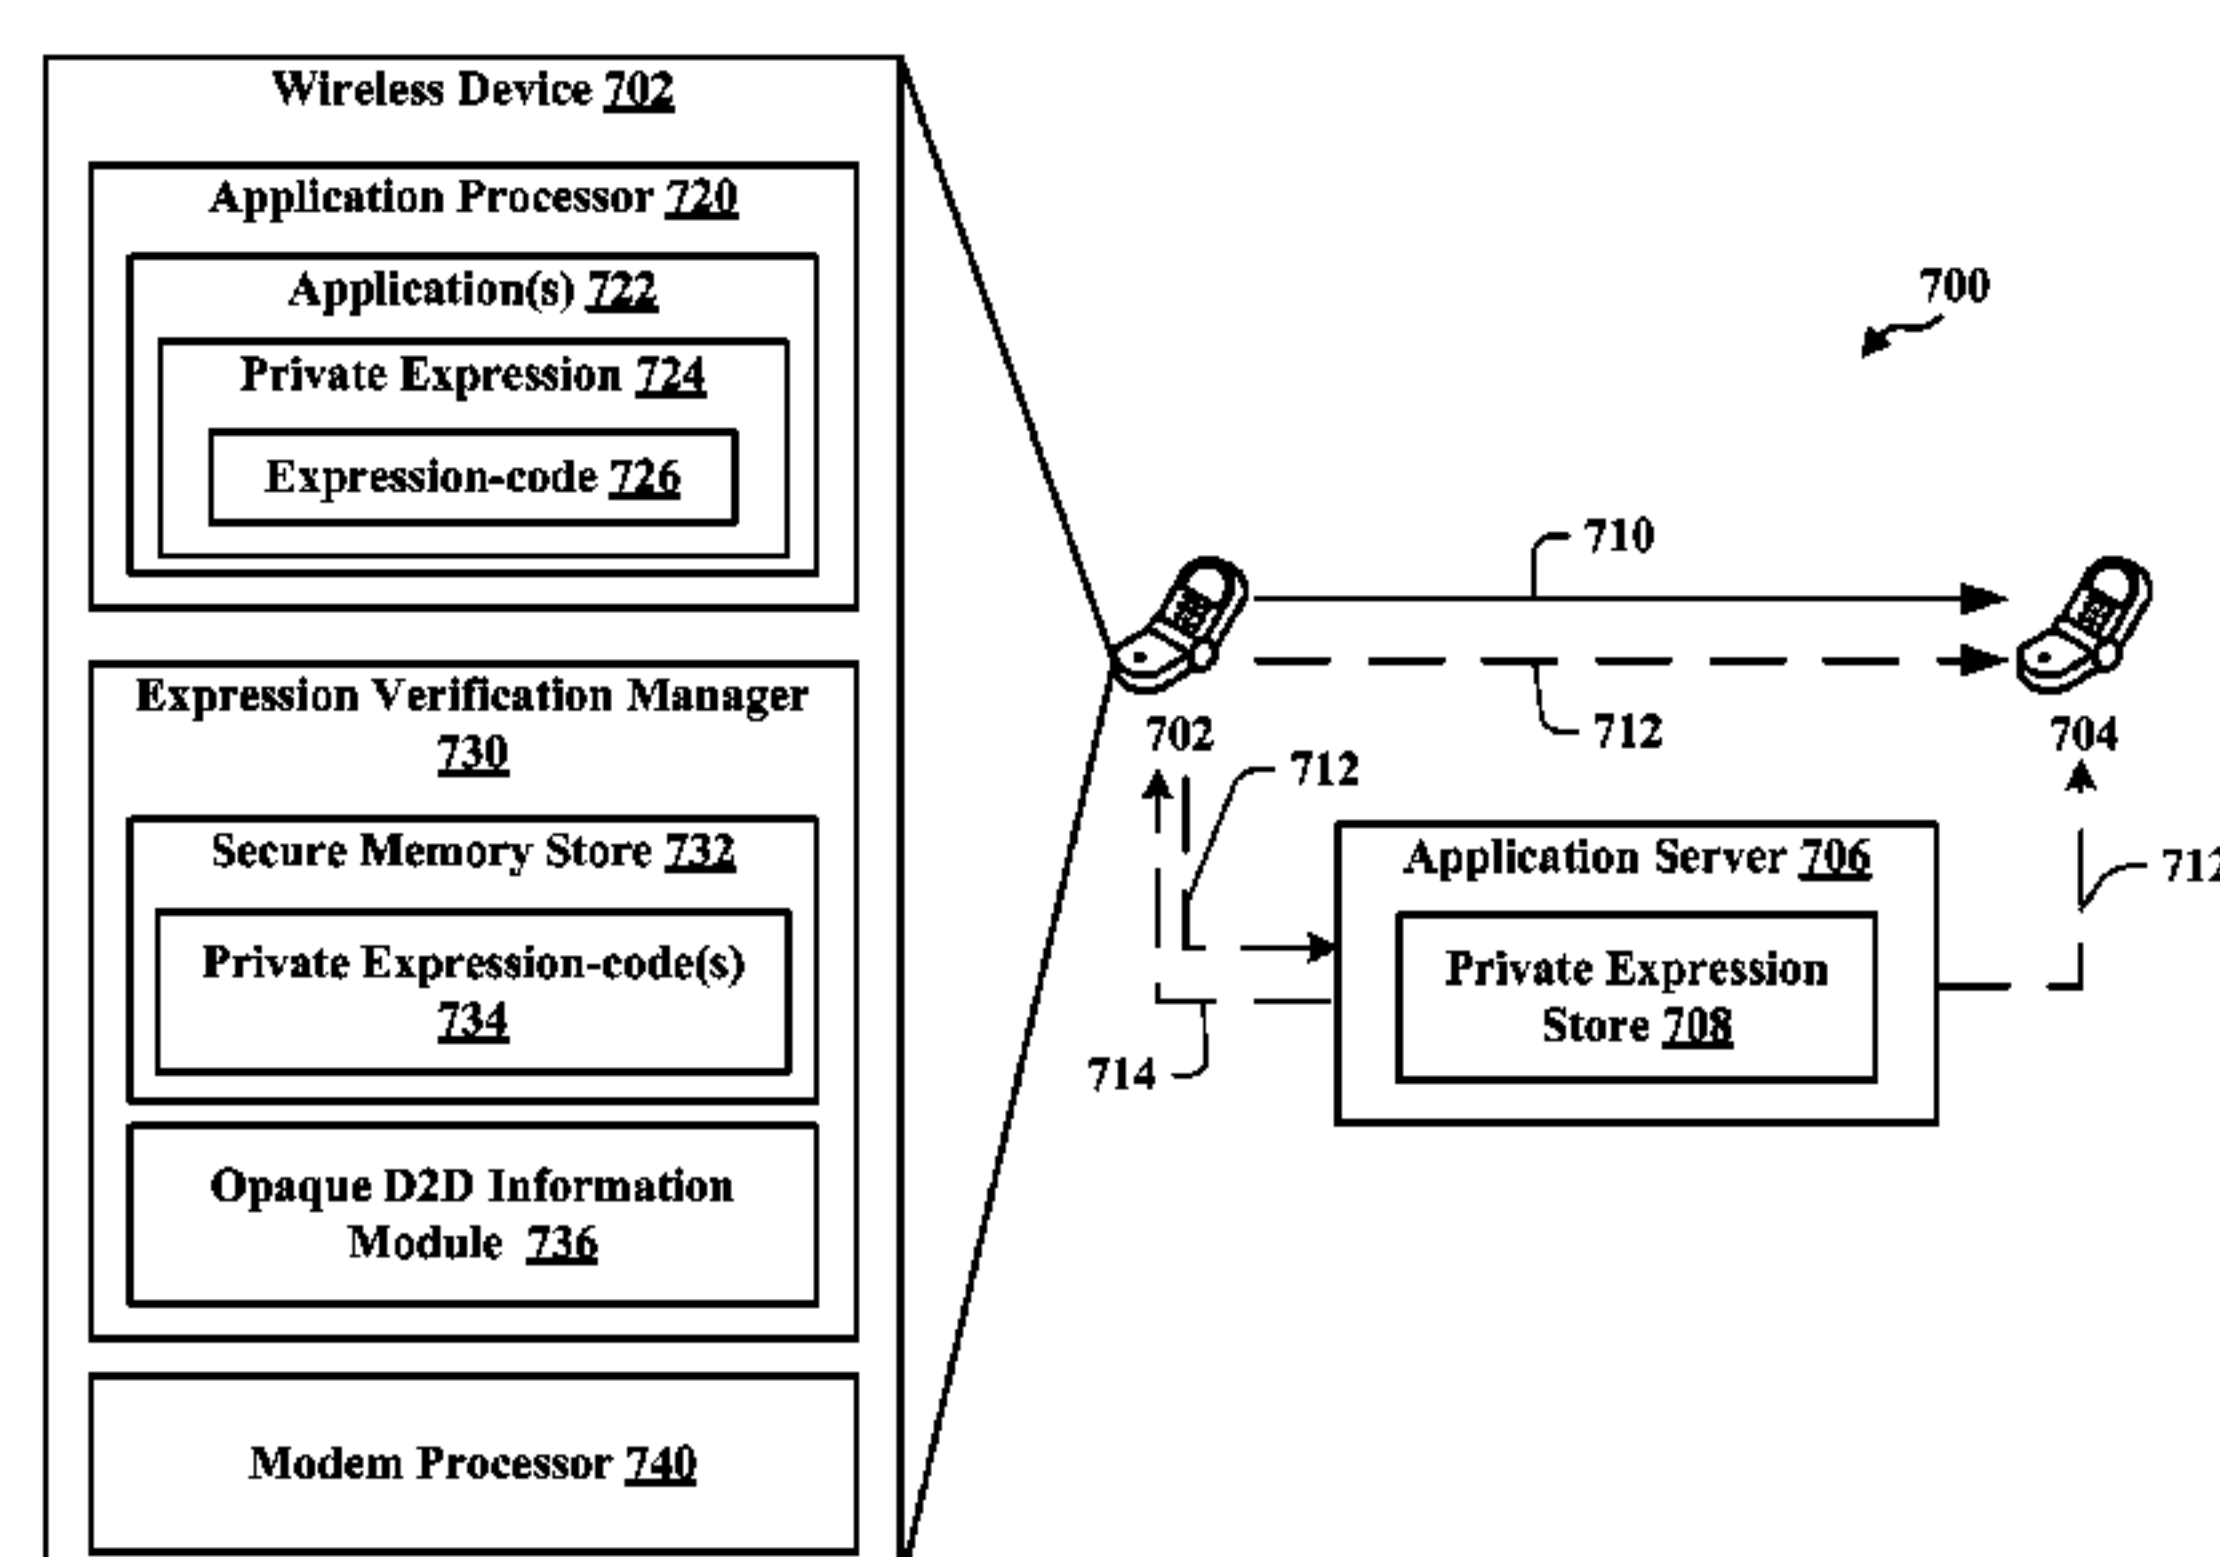 Wireless Device 702
Application Processor 720
Application(s) 722
Private Expression 724
Expression-code 726
Expression Verification Manager
730
Secure Memory Store 732
Private Expression-code(s)
734
Opaque D2D Information
Module 736
Modem Processor 740
700
710
712
702
704
712
712
714
Application Server 706
Private Expression
Store 708